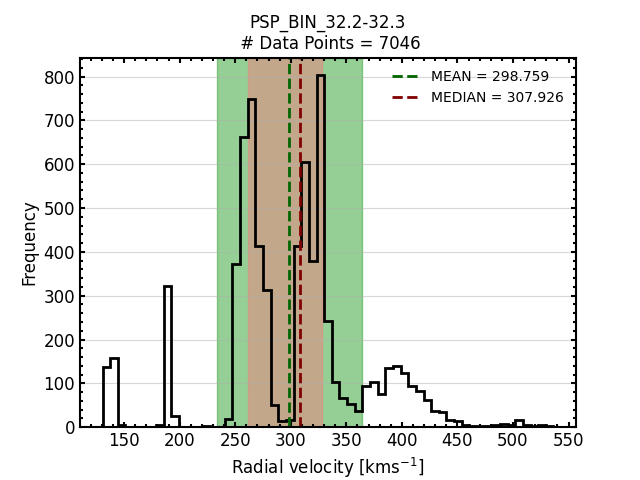 PSP_BIN_32.2-32.3
# Data Points = 7046
MEAN = 298.759
MEDIAN = 307.926
Frequency
800
700
600
500
400
300
200
100
0
150 200 250 300 350 400 450 500 550
Radial velocity [kms⁻¹]